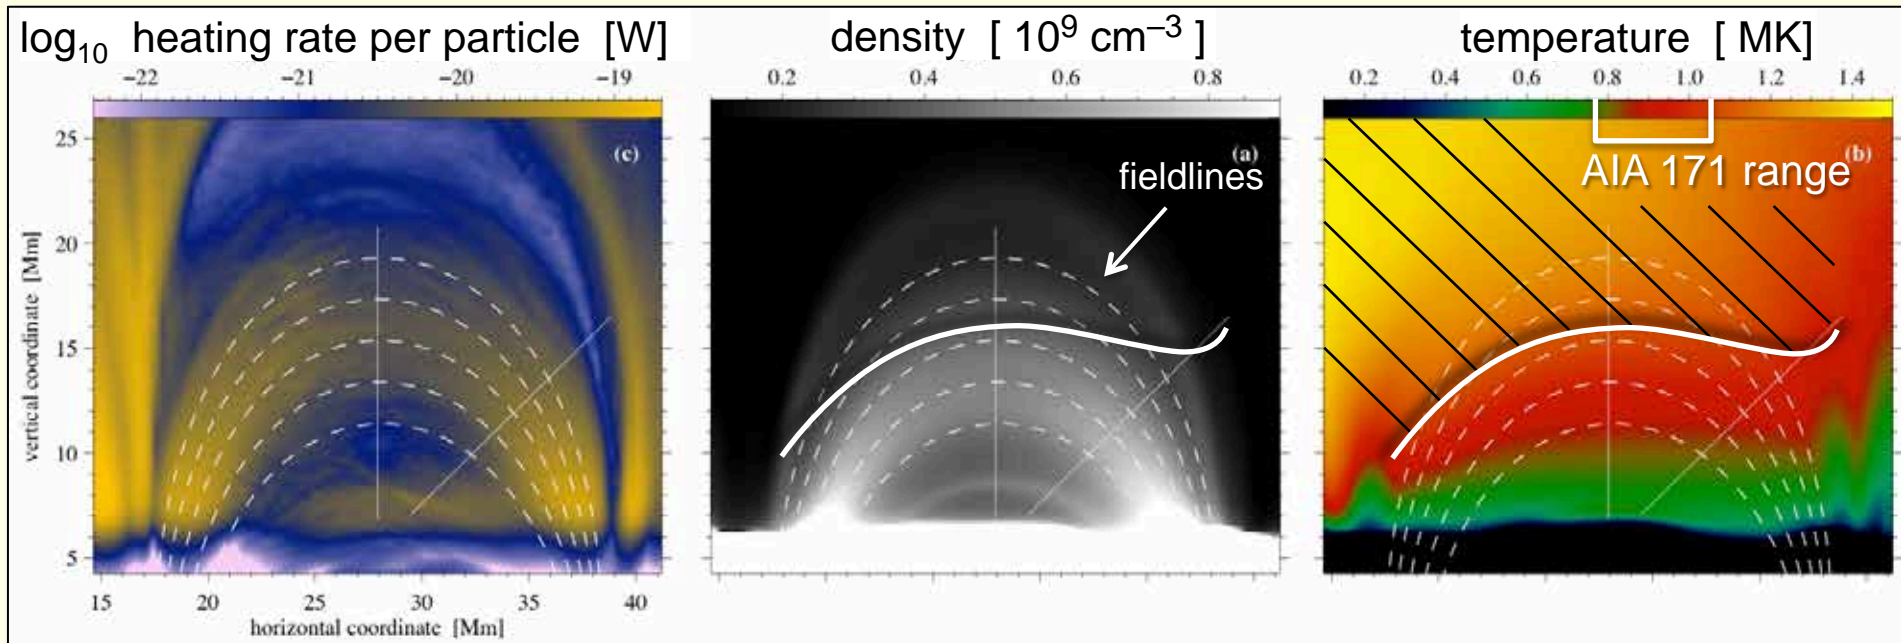 log₁₀ heating rate per particle [W]
−22 −21 −20 −19
(c)
25
20
15
10
5
vertical coordinate [Mm]
15 20 25 30 35 40
horizontal coordinate [Mm]
density [ 10⁹ cm⁻³ ]
0.2 0.4 0.6 0.8
(a)
fieldlines
temperature [ MK]
0.2 0.4 0.6 0.8 1.0 1.2 1.4
AIA 171 range
(b)